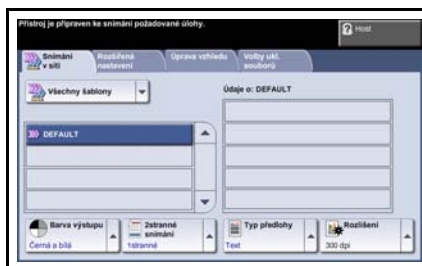 Přístroj je připraven ke snímání požadované úlohy.
Host
Snímání v síti
Rozšířená nastavení
Úprava vzhledu
Volby ukl. souborů
Všechny šablony
Údaje o: DEFAULT
DEFAULT
Barva výstupu
Černá a bílá
2stranné snímání
1stranné
Typ předlohy
Text
Rozlišení
300 dpi